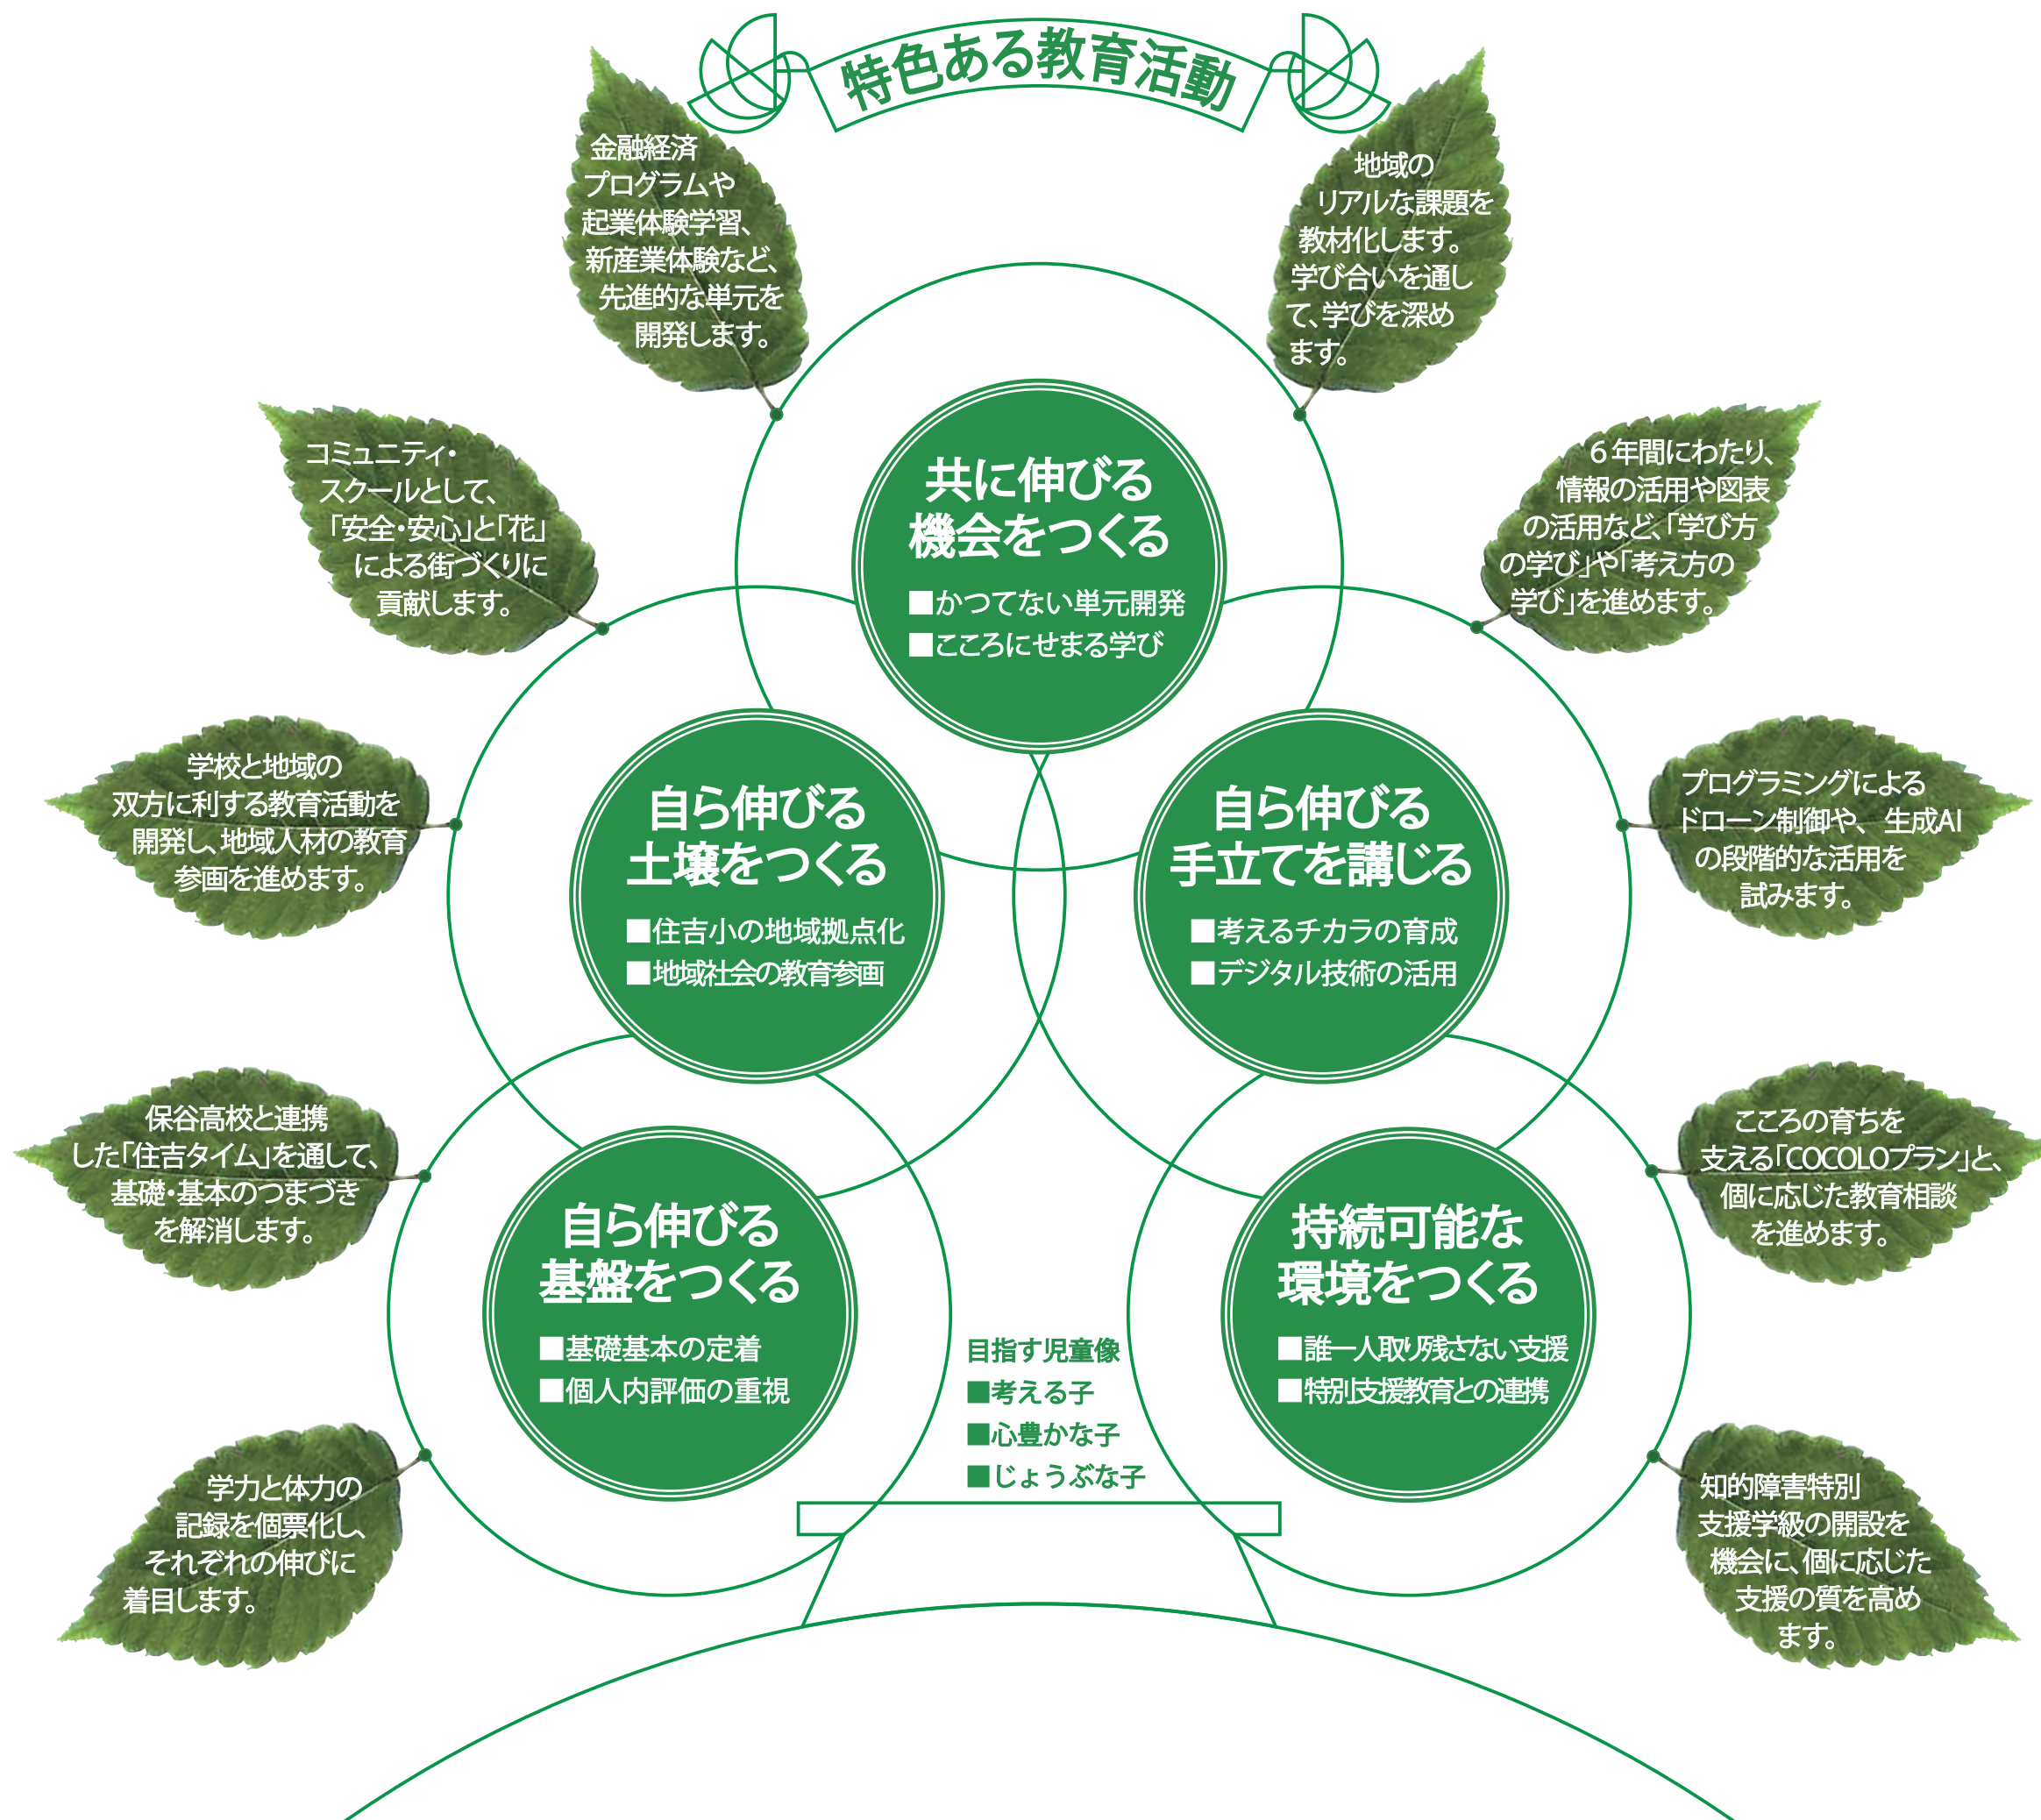 特色ある教育活動
金融経済
プログラムや
起業体験学習、
新産業体験など、
先進的な単元を
開発します。
地域の
リアルな課題を
教材化します。
学び合いを通し
て、学びを深め
ます。
コミュニティ・
スクールとして、
「安全・安心」と「花」
による街づくりに
貢献します。
6年間にわたり、
情報の活用や図表
の活用など、「学び方
の学び」や「考え方の
学び」を進めます。
共に伸びる
機会をつくる
■かつてない単元開発
■こころにせまる学び
学校と地域の
双方に利する教育活動を
開発し、地域人材の教育
参画を進めます。
自ら伸びる
土壌をつくる
■住吉小の地域拠点化
■地域社会の教育参画
自ら伸びる
手立てを講じる
■考えるチカラの育成
■デジタル技術の活用
プログラミングによる
ドローン制御や、生成AI
の段階的な活用を
試みます。
保谷高校と連携
した「住吉タイム」を通して、
基礎・基本のつまづき
を解消します。
自ら伸びる
基盤をつくる
■基礎基本の定着
■個人内評価の重視
持続可能な
環境をつくる
■誰一人取り残さない支援
■特別支援教育との連携
こころの育ちを
支える「COCOLOプラン」と、
個に応じた教育相談
を進めます。
目指す児童像
■考える子
■心豊かな子
■じょうぶな子
学力と体力の
記録を個票化し、
それぞれの伸びに
着目します。
知的障害特別
支援学級の開設を
機会に、個に応じた
支援の質を高め
ます。